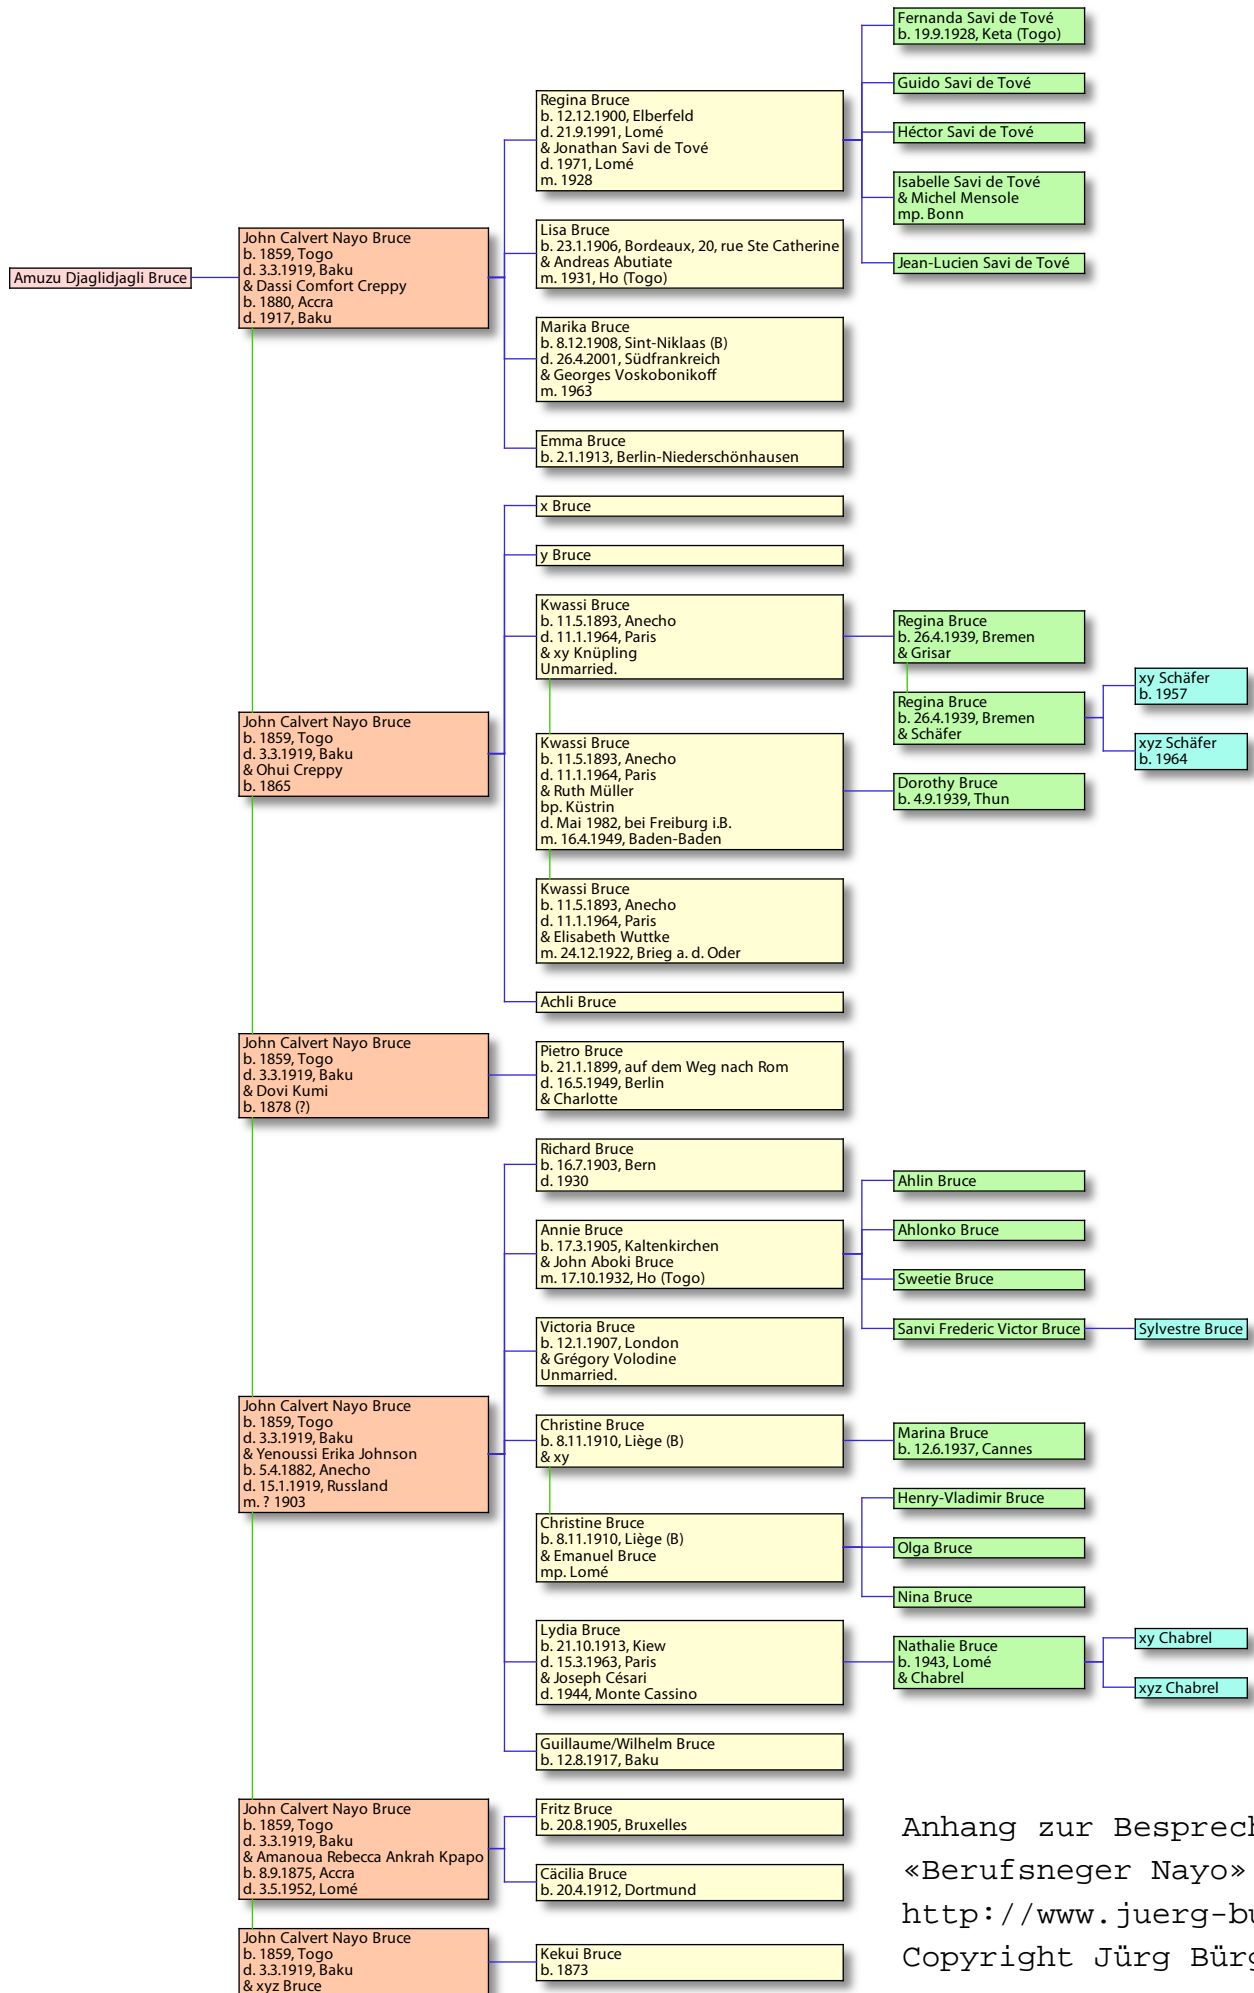 Amuzu Djaglidjagli Bruce
John Calvert Nayo Bruce
b. 1859, Togo
d. 3.3.1919, Baku
& Dassi Comfort Creppy
b. 1880, Accra
d. 1917, Baku
Regina Bruce
b. 12.12.1900, Elberfeld
d. 21.9.1991, Lomé
& Jonathan Savi de Tové
d. 1971, Lomé
m. 1928
Fernanda Savi de Tové
b. 19.9.1928, Keta (Togo)
Guido Savi de Tové
Héctor Savi de Tové
Isabelle Savi de Tové
& Michel Mensole
mp. Bonn
Jean-Lucien Savi de Tové
Lisa Bruce
b. 23.1.1906, Bordeaux, 20, rue Ste Catherine
& Andreas Abutiate
m. 1931, Ho (Togo)
Marika Bruce
b. 8.12.1908, Sint-Niklaas (B)
d. 26.4.2001, Südfrankreich
& Georges Voskobonikoff
m. 1963
Emma Bruce
b. 2.1.1913, Berlin-Niederschönhausen
John Calvert Nayo Bruce
b. 1859, Togo
d. 3.3.1919, Baku
& Ohui Creppy
b. 1865
x Bruce
y Bruce
Kwassi Bruce
b. 11.5.1893, Anecho
d. 11.1.1964, Paris
& xy Knüpling
Unmarried.
Regina Bruce
b. 26.4.1939, Bremen
& Grisar
Regina Bruce
b. 26.4.1939, Bremen
& Schäfer
xy Schäfer
b. 1957
xyz Schäfer
b. 1964
Kwassi Bruce
b. 11.5.1893, Anecho
d. 11.1.1964, Paris
& Ruth Müller
bp. Küstrin
d. Mai 1982, bei Freiburg i.B.
m. 16.4.1949, Baden-Baden
Dorothy Bruce
b. 4.9.1939, Thun
Kwassi Bruce
b. 11.5.1893, Anecho
d. 11.1.1964, Paris
& Elisabeth Wuttke
m. 24.12.1922, Brieg a. d. Oder
Achli Bruce
John Calvert Nayo Bruce
b. 1859, Togo
d. 3.3.1919, Baku
& Dovi Kumi
b. 1878 (?)
Pietro Bruce
b. 21.1.1899, auf dem Weg nach Rom
d. 16.5.1949, Berlin
& Charlotte
John Calvert Nayo Bruce
b. 1859, Togo
d. 3.3.1919, Baku
& Yenoussi Erika Johnson
b. 5.4.1882, Anecho
d. 15.1.1919, Russland
m. ? 1903
Richard Bruce
b. 16.7.1903, Bern
d. 1930
Annie Bruce
b. 17.3.1905, Kaltenkirchen
& John Aboki Bruce
m. 17.10.1932, Ho (Togo)
Ahlin Bruce
Ahlonko Bruce
Sweetie Bruce
Sanvi Frederic Victor Bruce
Sylvestre Bruce
Victoria Bruce
b. 12.1.1907, London
& Grégory Volodine
Unmarried.
Christine Bruce
b. 8.11.1910, Liège (B)
& xy
Marina Bruce
b. 12.6.1937, Cannes
Christine Bruce
b. 8.11.1910, Liège (B)
& Emanuel Bruce
mp. Lomé
Henry-Vladimir Bruce
Olga Bruce
Nina Bruce
Lydia Bruce
b. 21.10.1913, Kiew
d. 15.3.1963, Paris
& Joseph Césari
d. 1944, Monte Cassino
Nathalie Bruce
b. 1943, Lomé
& Chabrel
xy Chabrel
xyz Chabrel
Guillaume/Wilhelm Bruce
b. 12.8.1917, Baku
John Calvert Nayo Bruce
b. 1859, Togo
d. 3.3.1919, Baku
& Amanoua Rebecca Ankrah Kpapo
b. 8.9.1875, Accra
d. 3.5.1952, Lomé
Fritz Bruce
b. 20.8.1905, Bruxelles
Cäcilia Bruce
b. 20.4.1912, Dortmund
John Calvert Nayo Bruce
b. 1859, Togo
d. 3.3.1919, Baku
& xyz Bruce
Kekui Bruce
b. 1873
Anhang zur Besprech
«Berufsneger Nayo»
http://www.juerg-bu
Copyright Jürg Bürg